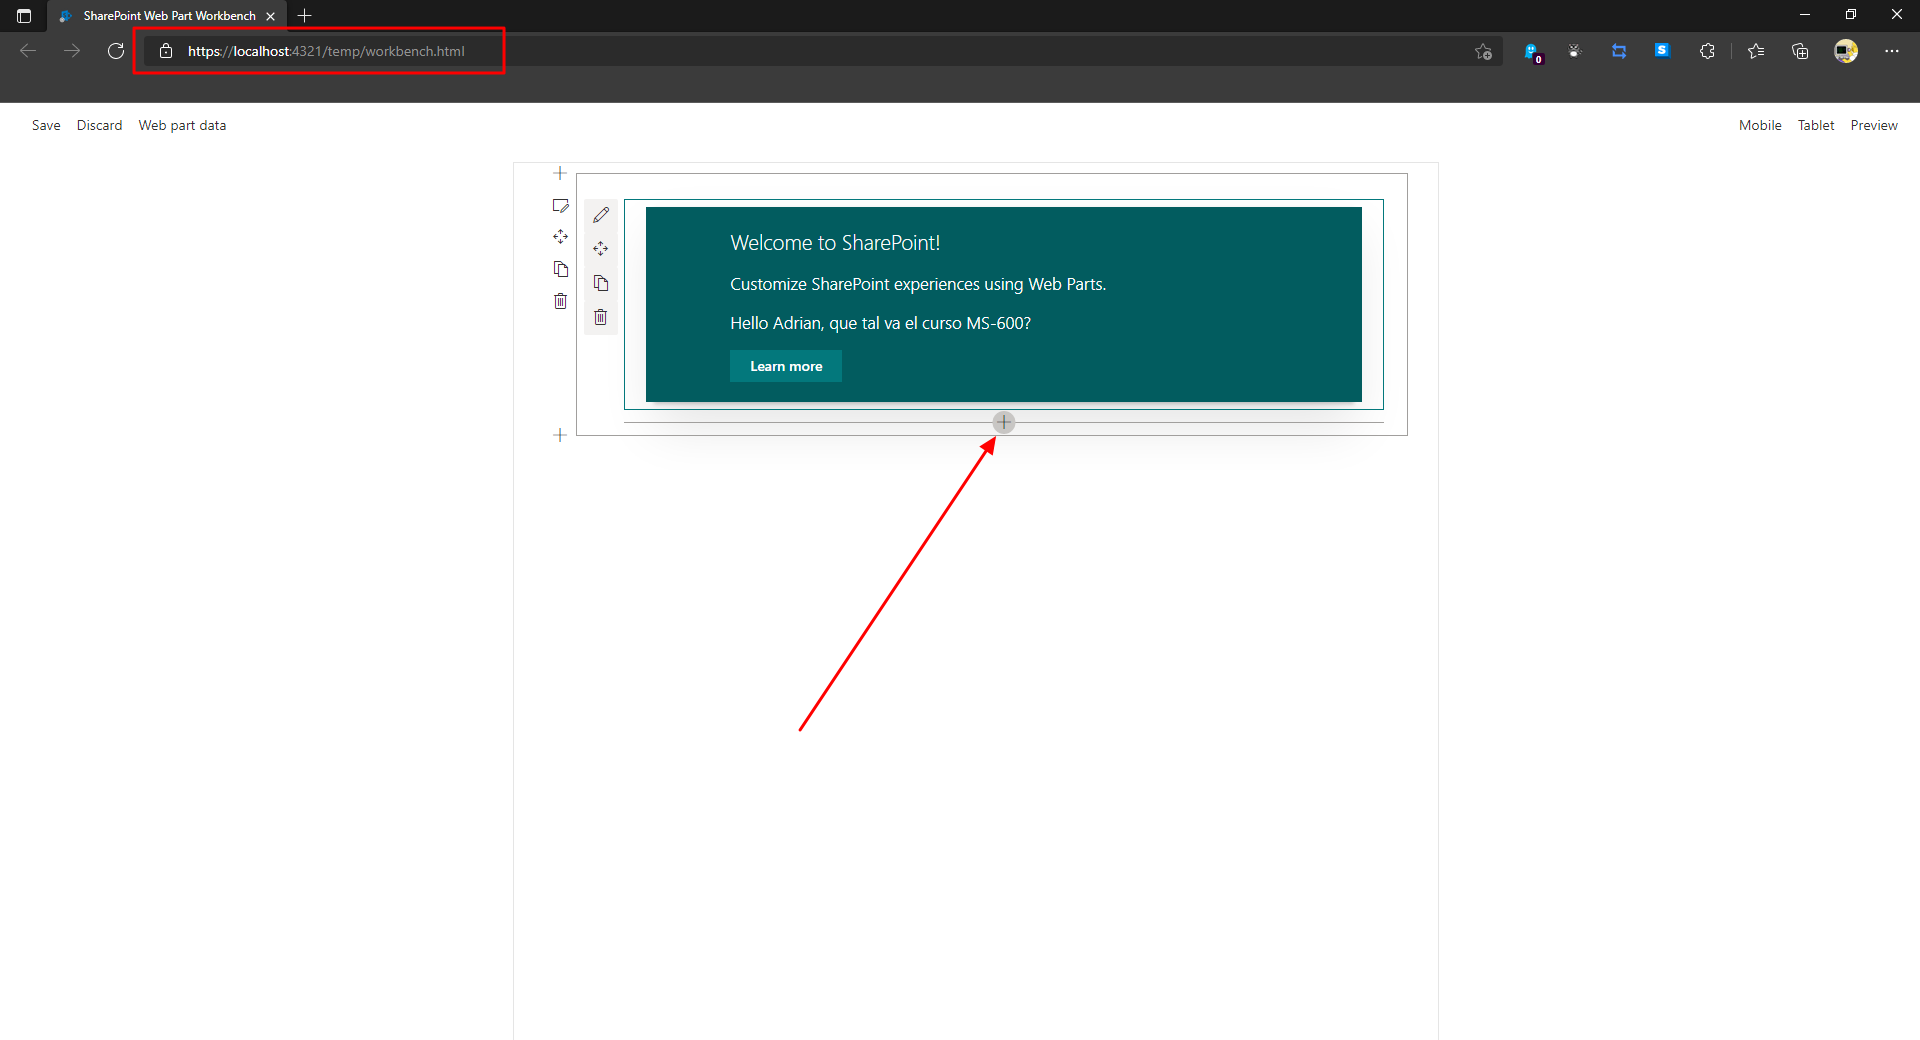 SharePoint Web Part Workbench
https://localhost:4321/temp/workbench.html
0
S
Save Discard Web part data
Mobile Tablet Preview
Welcome to SharePoint!
Customize SharePoint experiences using Web Parts.
Hello Adrian, que tal va el curso MS-600?
Learn more